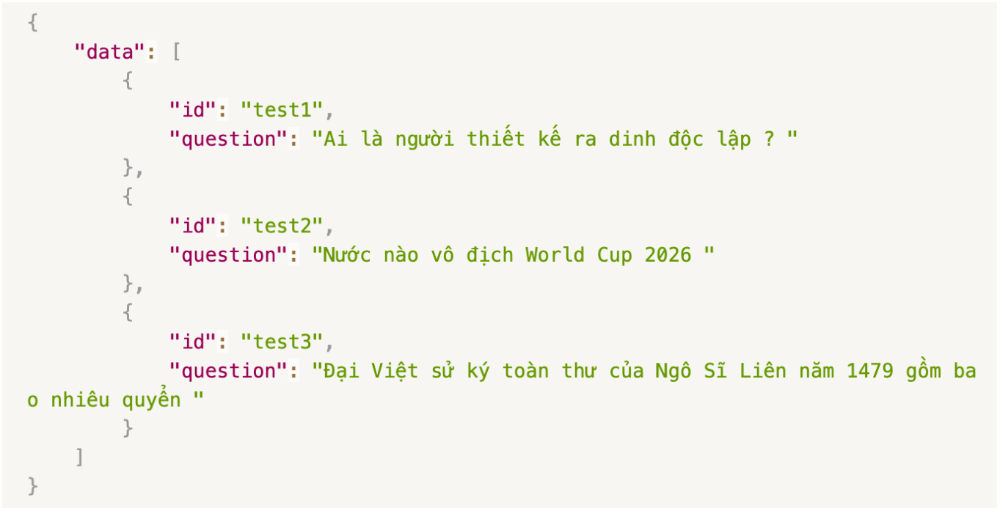 {
    "data": [
        {
            "id": "test1",
            "question": "Ai là người thiết kế ra dinh độc lập ? "
        },
        {
            "id": "test2",
            "question": "Nước nào vô địch World Cup 2026 "
        },
        {
            "id": "test3",
            "question": "Đại Việt sử ký toàn thư của Ngô Sĩ Liên năm 1479 gồm ba
o nhiêu quyển "
        }
    ]
}